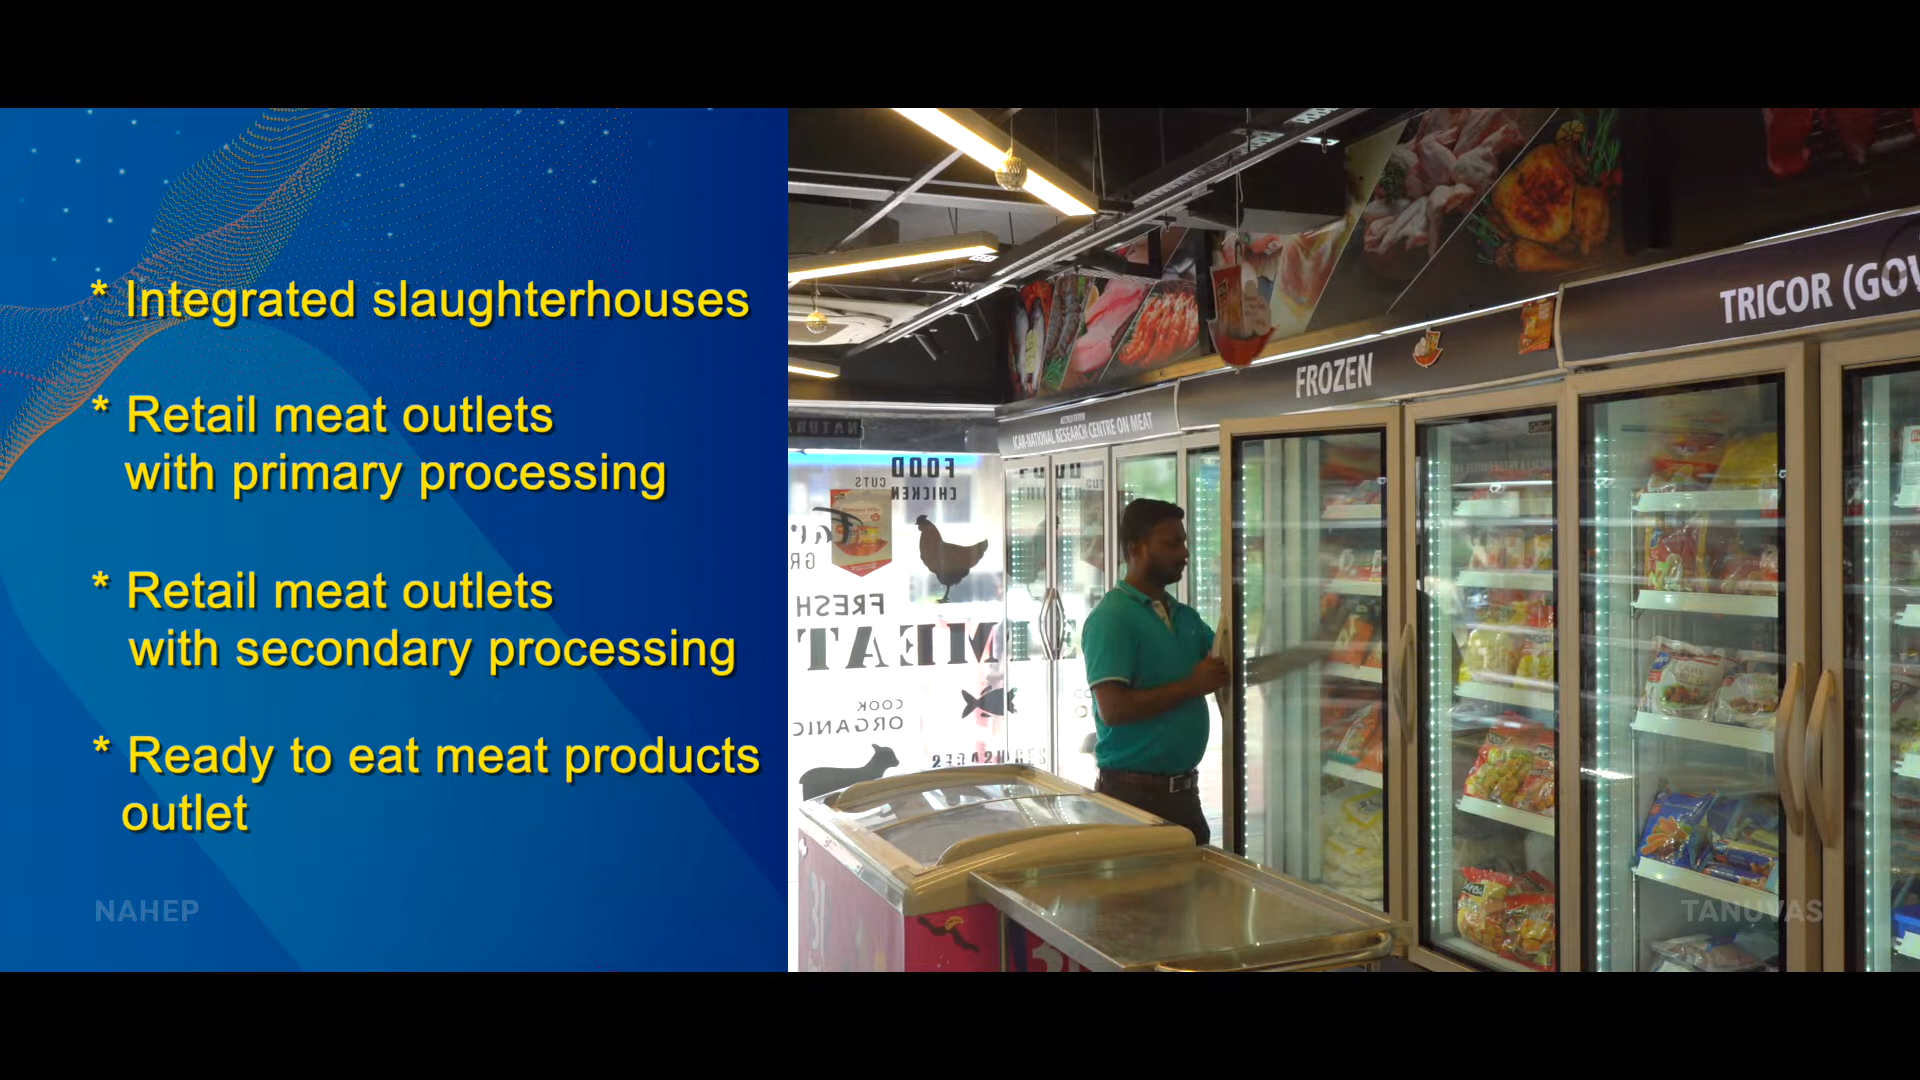 * Integrated slaughterhouses
* Retail meat outlets
with primary processing
* Retail meat outlets
with secondary processing
* Ready to eat meat products
outlet
NAHEP
TRICOR (GOV
FROZEN
ICAR-NATIONAL RESEARCH CENTRE ON MEAT
FOOD
CUTS
CHICKEN
FRESH
MEAT
COOK
ORGANIC
TANUVAS